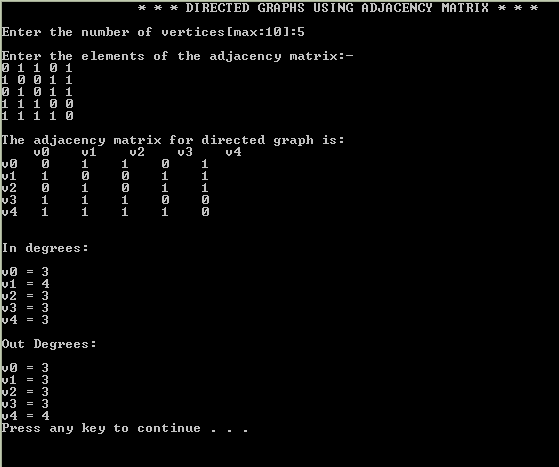 * * * DIRECTED GRAPHS USING ADJACENCY MATRIX * * *
Enter the number of vertices[max:10]:5
Enter the elements of the adjacency matrix:-
0 1 1 0 1
1 0 0 1 1
0 1 0 1 1
1 1 1 0 0
1 1 1 1 0
The adjacency matrix for directed graph is:
v0 v1 v2 v3 v4
v0 0 1 1 0 1
v1 1 0 0 1 1
v2 0 1 0 1 1
v3 1 1 1 0 0
v4 1 1 1 1 0
In degrees:
v0 = 3
v1 = 4
v2 = 3
v3 = 3
v4 = 3
Out Degrees:
v0 = 3
v1 = 3
v2 = 3
v3 = 3
v4 = 4
Press any key to continue . . .